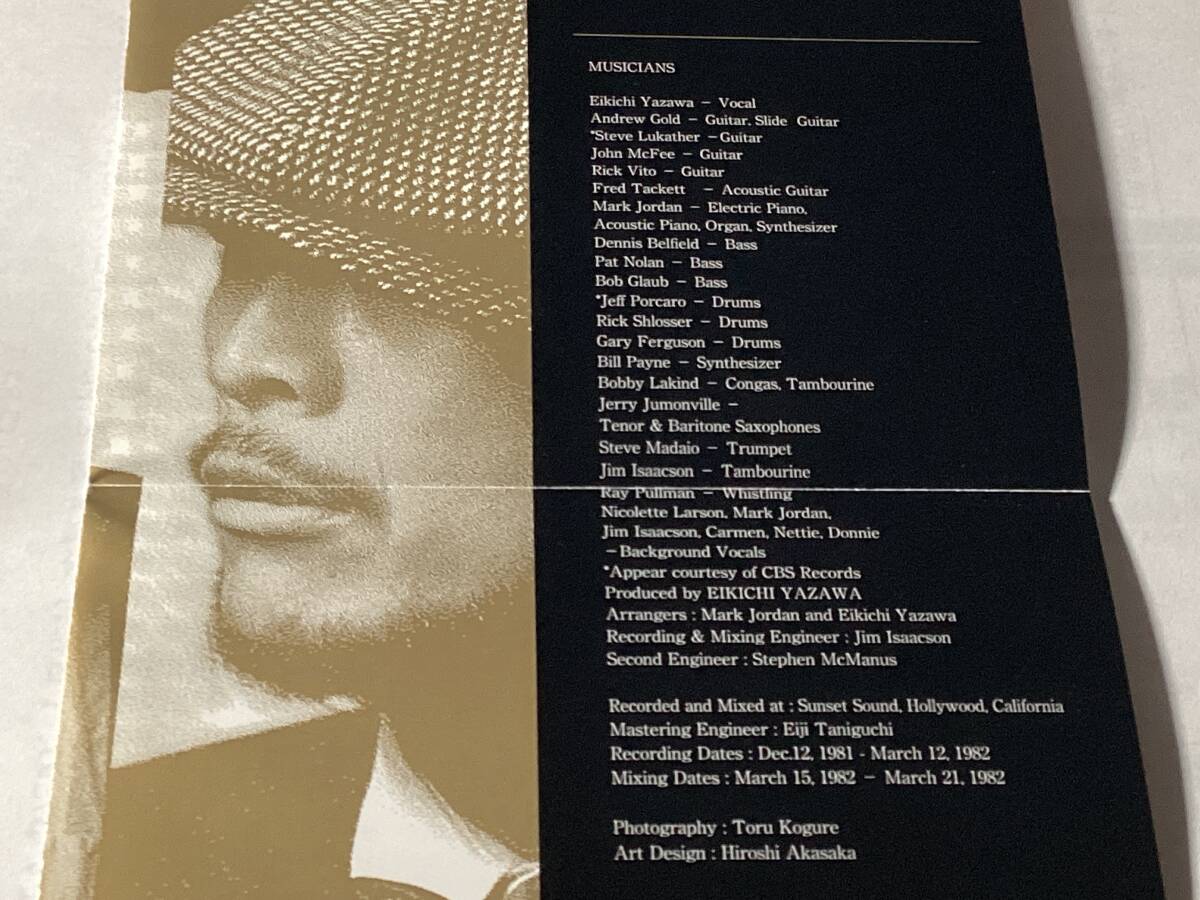 MUSICIANS
Eikichi Yazawa – Vocal
Andrew Gold – Guitar, Slide Guitar
*Steve Lukather –Guitar
John McFee – Guitar
Rick Vito – Guitar
Fred Tackett – Acoustic Guitar
Mark Jordan – Electric Piano,
Acoustic Piano, Organ, Synthesizer
Dennis Belfield – Bass
Pat Nolan – Bass
Bob Glaub – Bass
*Jeff Porcaro – Drums
Rick Shlosser – Drums
Gary Ferguson – Drums
Bill Payne – Synthesizer
Bobby Lakind – Congas, Tambourine
Jerry Jumonville –
Tenor & Baritone Saxophones
Steve Madaio – Trumpet
Jim Isaacson – Tambourine
Ray Pullman – Whistling
Nicolette Larson, Mark Jordan,
Jim Isaacson, Carmen, Nettie, Donnie
–Background Vocals
*Appear courtesy of CBS Records
Produced by EIKICHI YAZAWA
Arrangers : Mark Jordan and Eikichi Yazawa
Recording & Mixing Engineer : Jim Isaacson
Second Engineer : Stephen McManus
Recorded and Mixed at : Sunset Sound, Hollywood, California
Mastering Engineer : Eiji Taniguchi
Recording Dates : Dec.12, 1981 - March 12, 1982
Mixing Dates : March 15, 1982 – March 21, 1982
Photography : Toru Kogure
Art Design : Hiroshi Akasaka